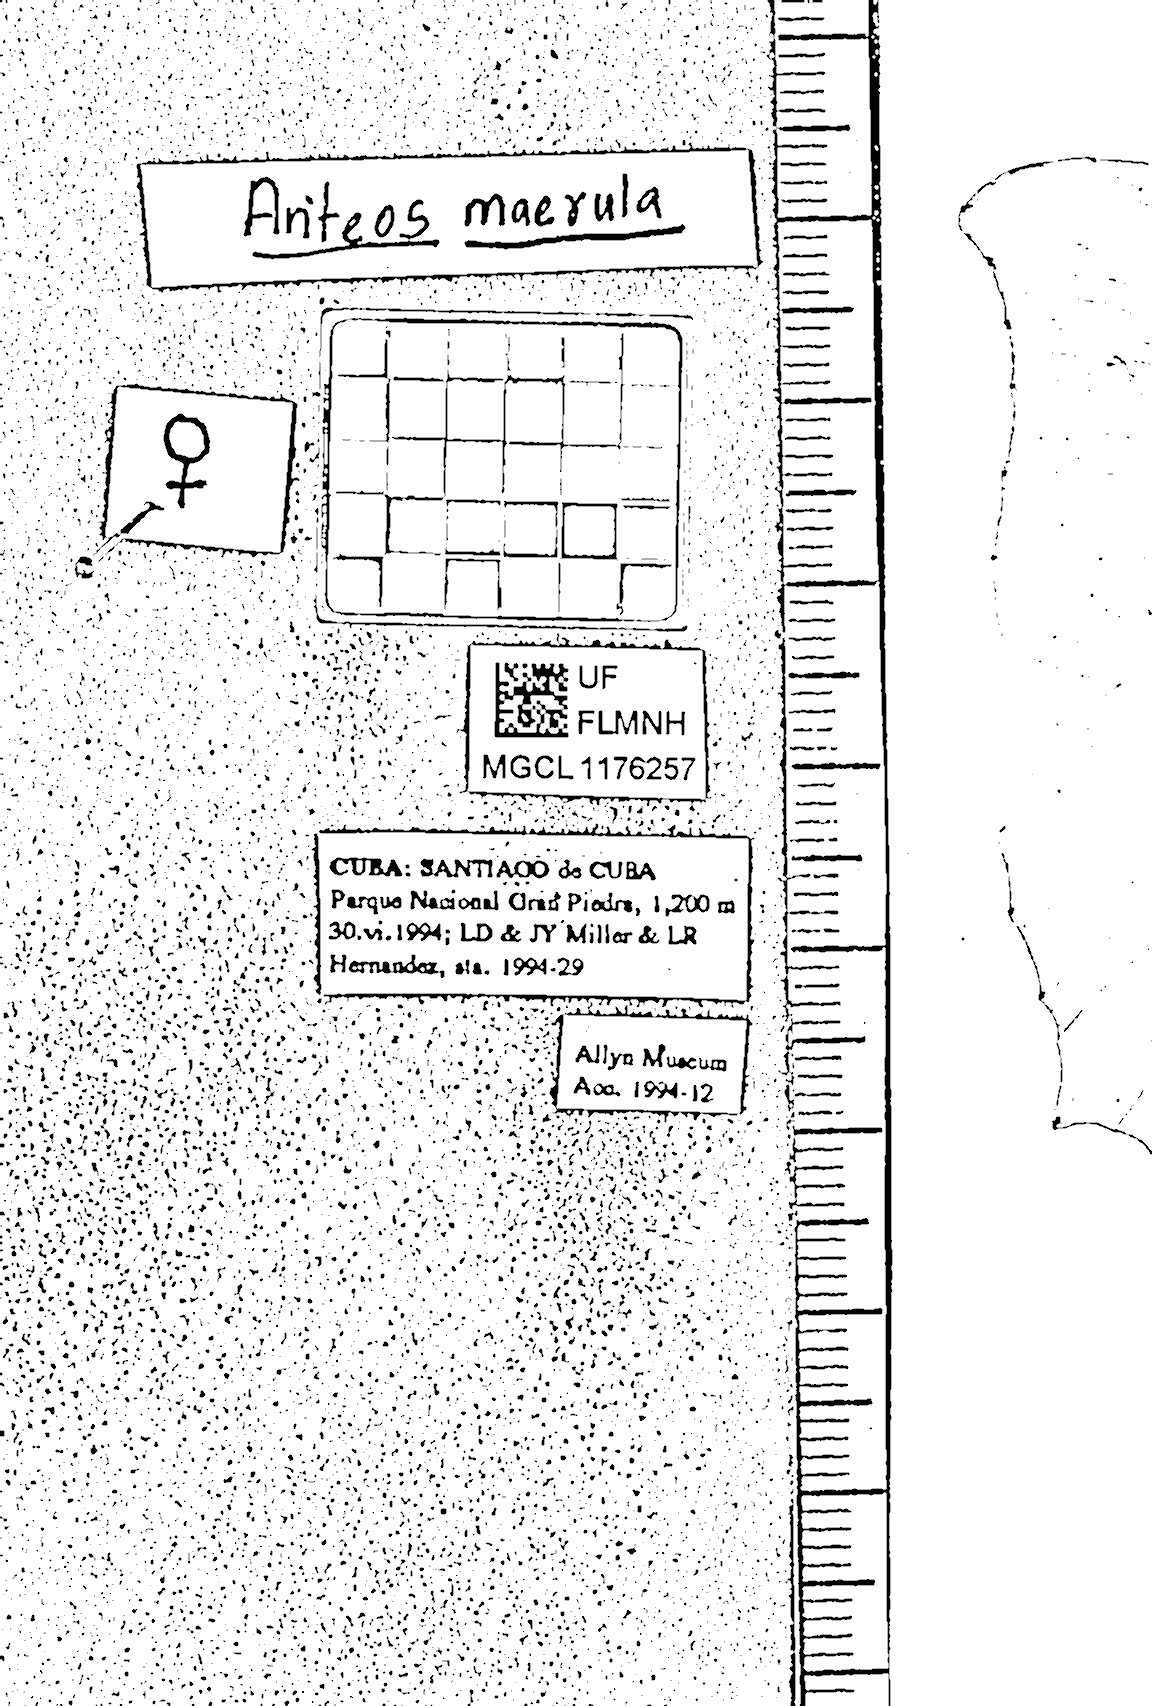 Anteos maerula
♀
UF
FLMNH
MGCL 1176257
CUBA: SANTIAGO de CUBA
Parque Nacional Gran Piedra, 1,200 m
30.vi.1994; LD & JY Miller & LR
Hernandez, sta. 1994-29
Allyn Museum
Acc. 1994-12